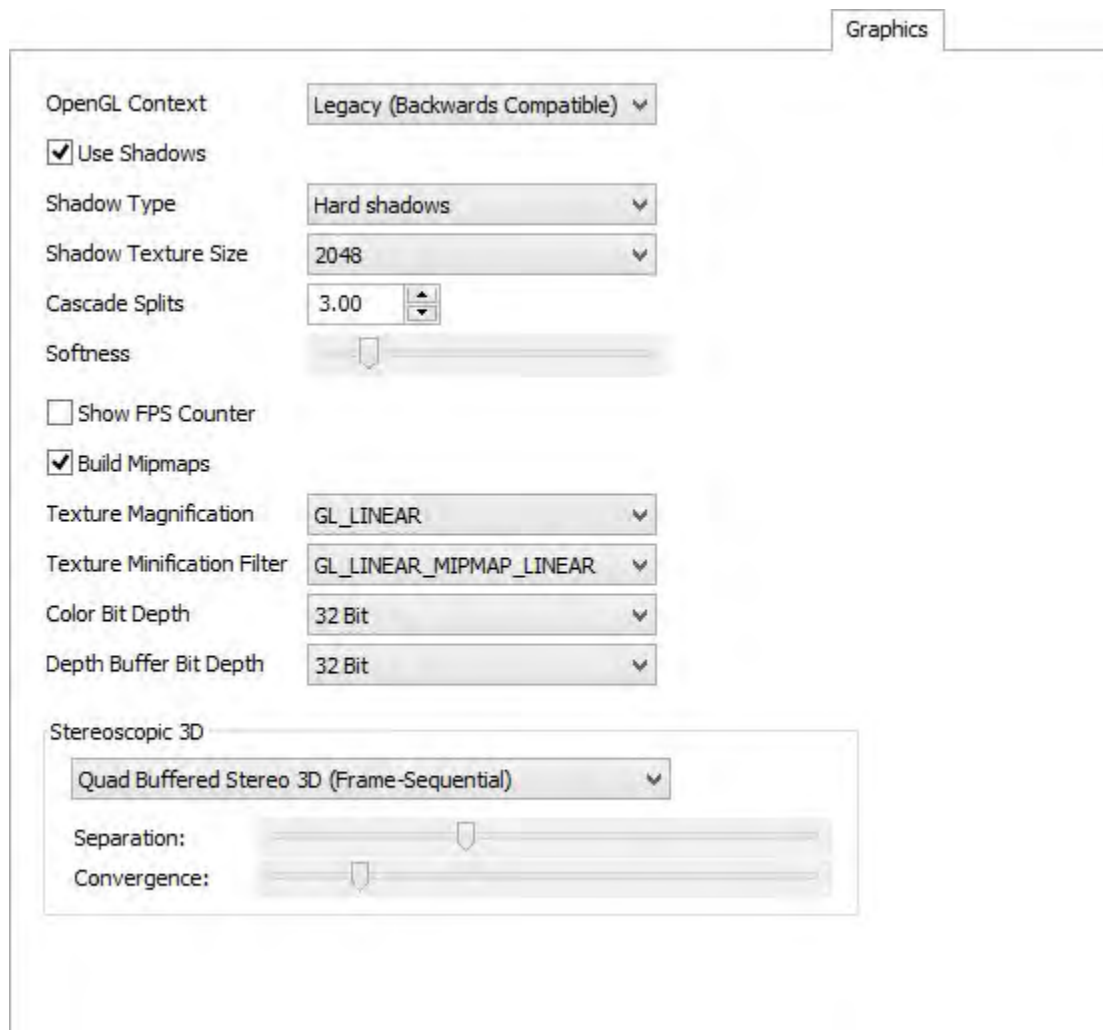 Graphics
OpenGL Context Legacy (Backwards Compatible)
Use Shadows
Shadow Type Hard shadows
Shadow Texture Size 2048
Cascade Splits 3.00
Softness
Show FPS Counter
Build Mipmaps
Texture Magnification GL_LINEAR
Texture Minification Filter GL_LINEAR_MIPMAP_LINEAR
Color Bit Depth 32 Bit
Depth Buffer Bit Depth 32 Bit
Stereoscopic 3D
Quad Buffered Stereo 3D (Frame-Sequential)
Separation:
Convergence: